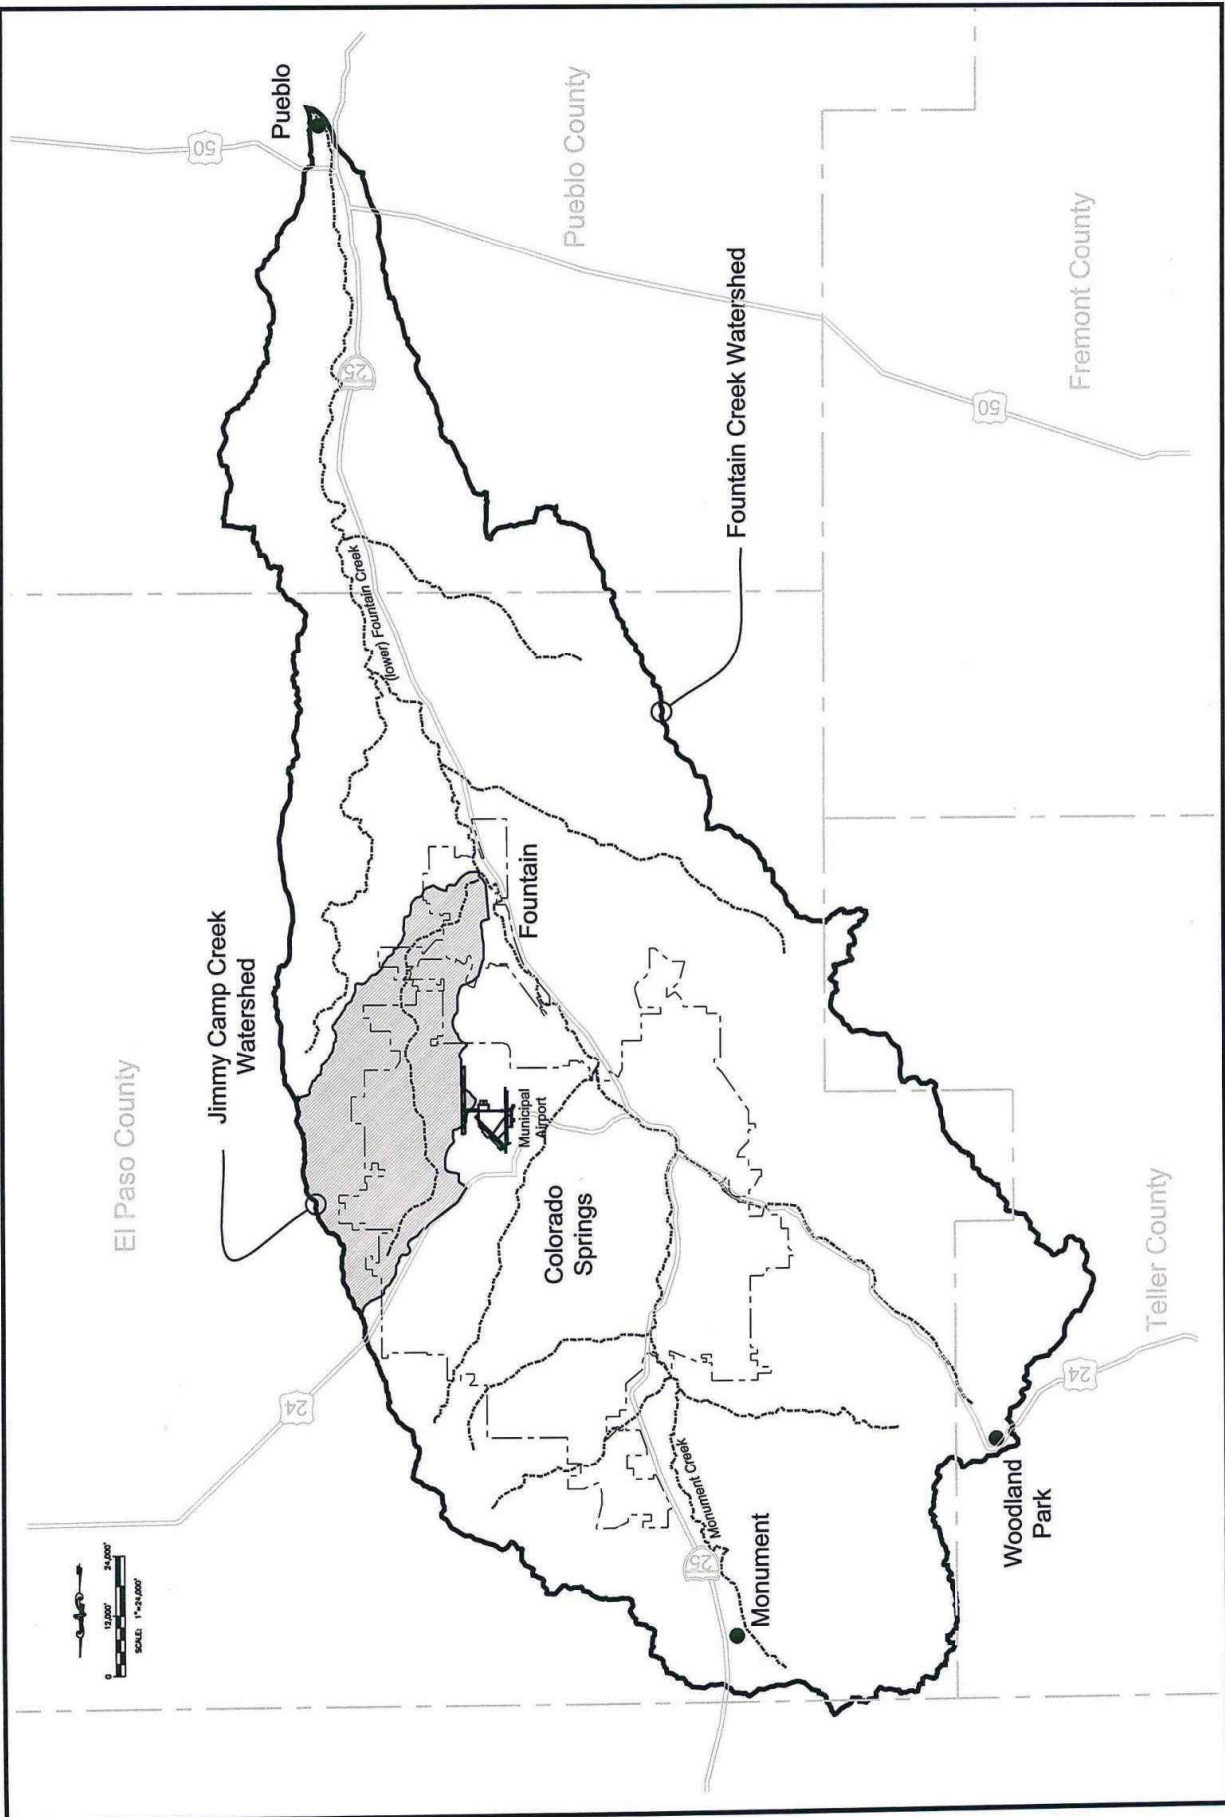 Pueblo
50
Pueblo County
25
Fremont County
50
Fountain Creek Watershed
(lower) Fountain Creek
Fountain
Jimmy Camp Creek
Watershed
El Paso County
Municipal
Airport
Colorado
Springs
Teller County
24
24
Monument Creek
25
Monument
Woodland
Park
0
12,000'
24,000'
SCALE: 1"=24,000'